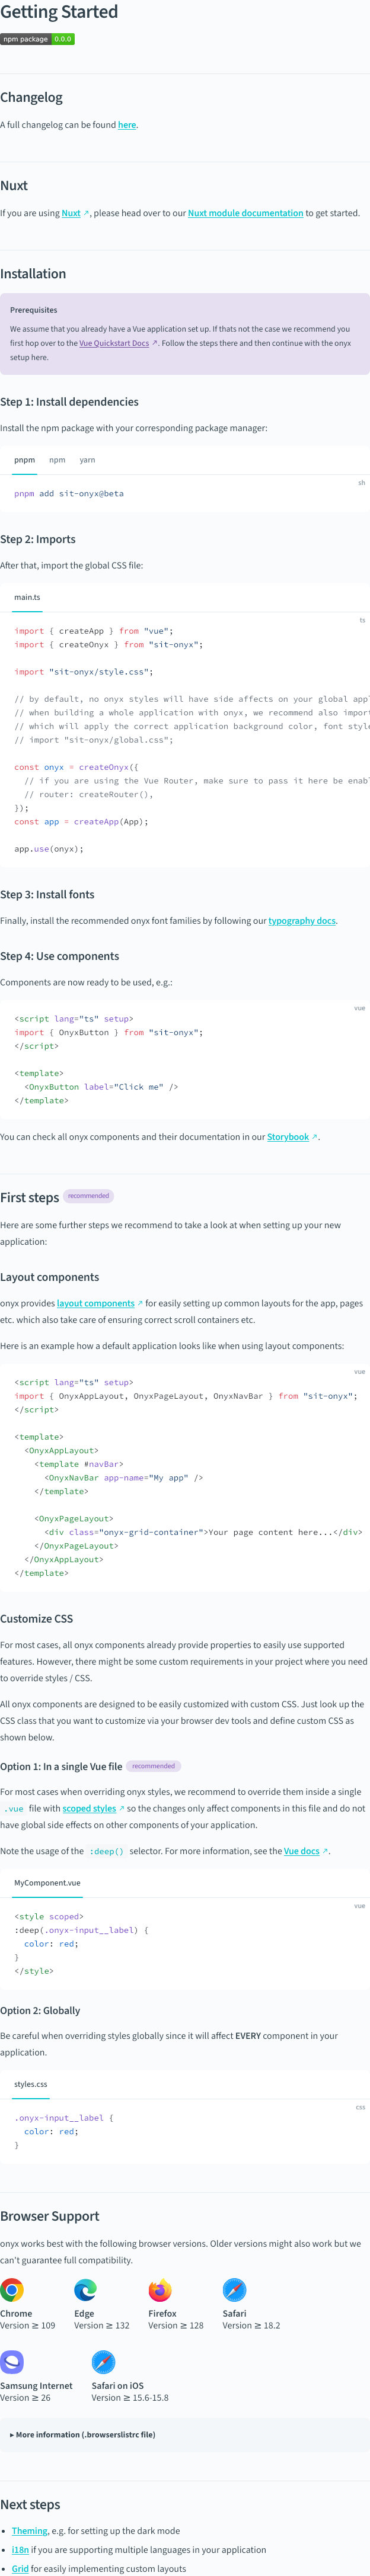 Getting Started
npm package 0.0.0
Changelog
A full changelog can be found here.
Nuxt
If you are using Nuxt ↗, please head over to our Nuxt module documentation to get started.
Installation
Prerequisites
We assume that you already have a Vue application set up. If thats not the case we recommend you
first hop over to the Vue Quickstart Docs ↗. Follow the steps there and then continue with the onyx
setup here.
Step 1: Install dependencies
Install the npm package with your corresponding package manager:
pnpm npm yarn
sh
pnpm add sit-onyx@beta
Step 2: Imports
After that, import the global CSS file:
main.ts
ts
import { createApp } from "vue";
import { createOnyx } from "sit-onyx";
import "sit-onyx/style.css";
// by default, no onyx styles will have side affects on your global appl
// when building a whole application with onyx, we recommend also impor
// which will apply the correct application background color, font style
// import "sit-onyx/global.css";
const onyx = createOnyx({
  // if you are using the Vue Router, make sure to pass it here be enabl
  // router: createRouter(),
});
const app = createApp(App);
app.use(onyx);
Step 3: Install fonts
Finally, install the recommended onyx font families by following our typography docs.
Step 4: Use components
Components are now ready to be used, e.g.:
vue
<script lang="ts" setup>
import { OnyxButton } from "sit-onyx";
</script>
<template>
  <OnyxButton label="Click me" />
</template>
You can check all onyx components and their documentation in our Storybook ↗.
First steps recommended
Here are some further steps we recommend to take a look at when setting up your new
application:
Layout components
onyx provides layout components ↗ for easily setting up common layouts for the app, pages
etc. which also take care of ensuring correct scroll containers etc.
Here is an example how a default application looks like when using layout components:
vue
<script lang="ts" setup>
import { OnyxAppLayout, OnyxPageLayout, OnyxNavBar } from "sit-onyx";
</script>
<template>
  <OnyxAppLayout>
    <template #navBar>
      <OnyxNavBar app-name="My app" />
    </template>
    <OnyxPageLayout>
      <div class="onyx-grid-container">Your page content here...</div>
    </OnyxPageLayout>
  </OnyxAppLayout>
</template>
Customize CSS
For most cases, all onyx components already provide properties to easily use supported
features. However, there might be some custom requirements in your project where you need
to override styles / CSS.
All onyx components are designed to be easily customized with custom CSS. Just look up the
CSS class that you want to customize via your browser dev tools and define custom CSS as
shown below.
Option 1: In a single Vue file recommended
For most cases when overriding onyx styles, we recommend to override them inside a single
.vue file with scoped styles ↗ so the changes only affect components in this file and do not
have global side effects on other components of your application.
Note the usage of the :deep() selector. For more information, see the Vue docs ↗.
MyComponent.vue
vue
<style scoped>
:deep(.onyx-input__label) {
  color: red;
}
</style>
Option 2: Globally
Be careful when overriding styles globally since it will affect EVERY component in your
application.
styles.css
css
.onyx-input__label {
  color: red;
}
Browser Support
onyx works best with the following browser versions. Older versions might also work but we
can't guarantee full compatibility.
Chrome Edge Firefox Safari
Version ≥ 109 Version ≥ 132 Version ≥ 128 Version ≥ 18.2
Samsung Internet Safari on iOS
Version ≥ 26 Version ≥ 15.6-15.8
▸ More information (.browserslistrc file)
Next steps
• Theming, e.g. for setting up the dark mode
• i18n if you are supporting multiple languages in your application
• Grid for easily implementing custom layouts